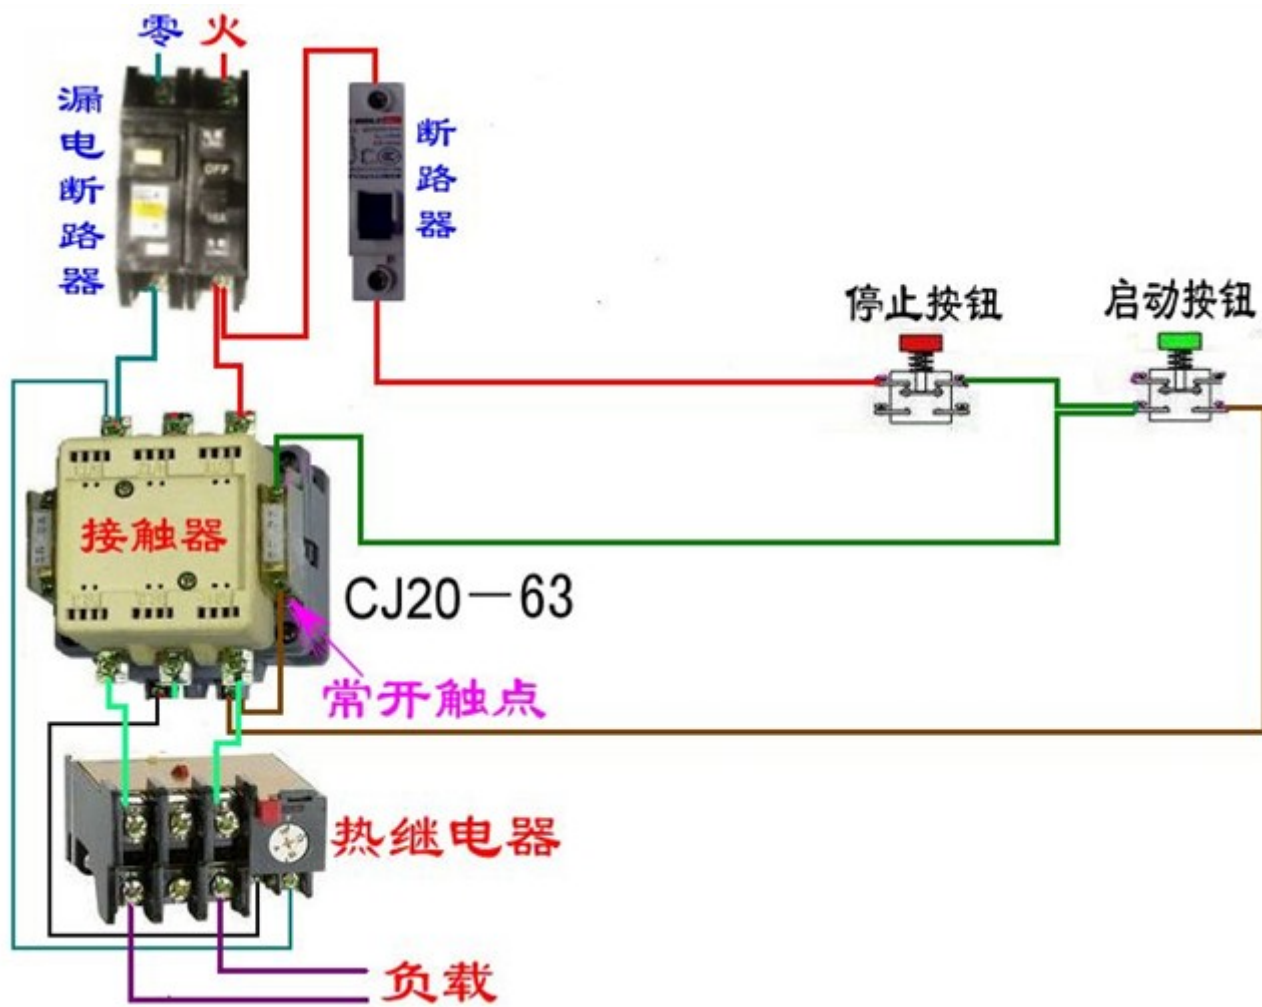 零 火
漏电断路器
OFF
断路器
停止按钮
启动按钮
接触器
CJ20－63
常开触点
热继电器
负载